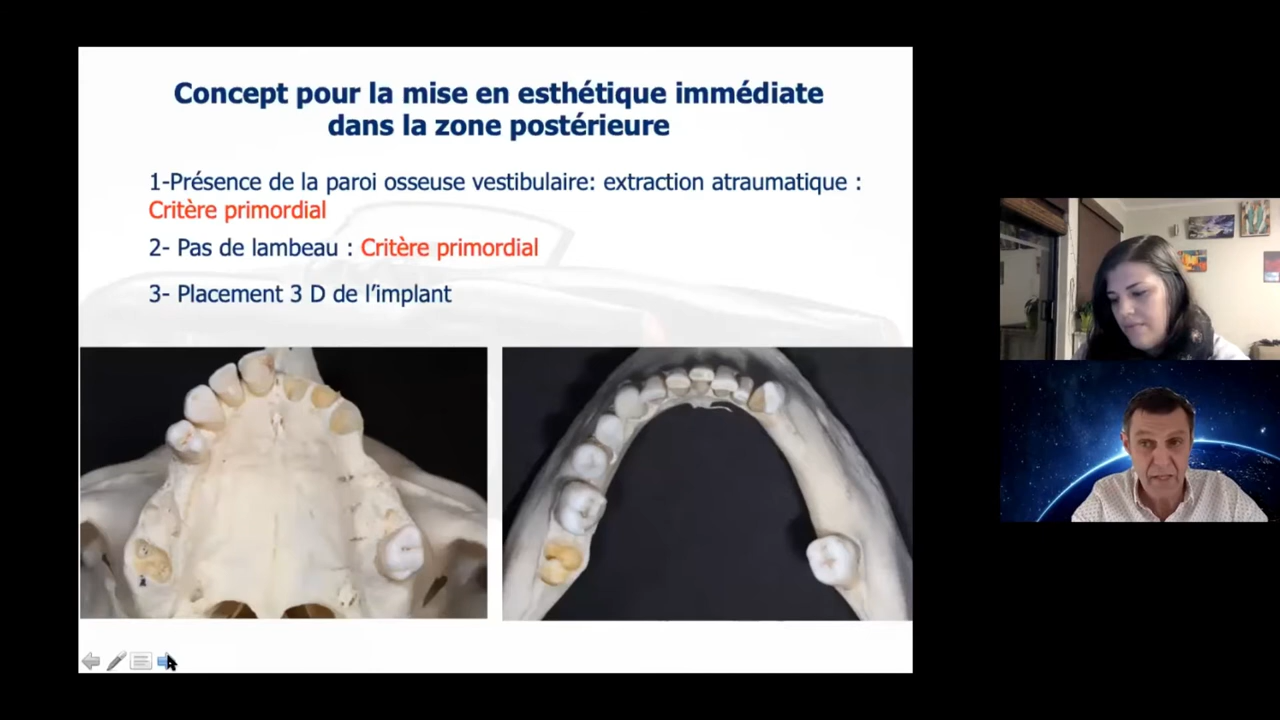 Concept pour la mise en esthétique immédiate
dans la zone postérieure
1-Présence de la paroi osseuse vestibulaire: extraction atraumatique :
Critère primordial
2- Pas de lambeau : Critère primordial
3- Placement 3 D de l’implant